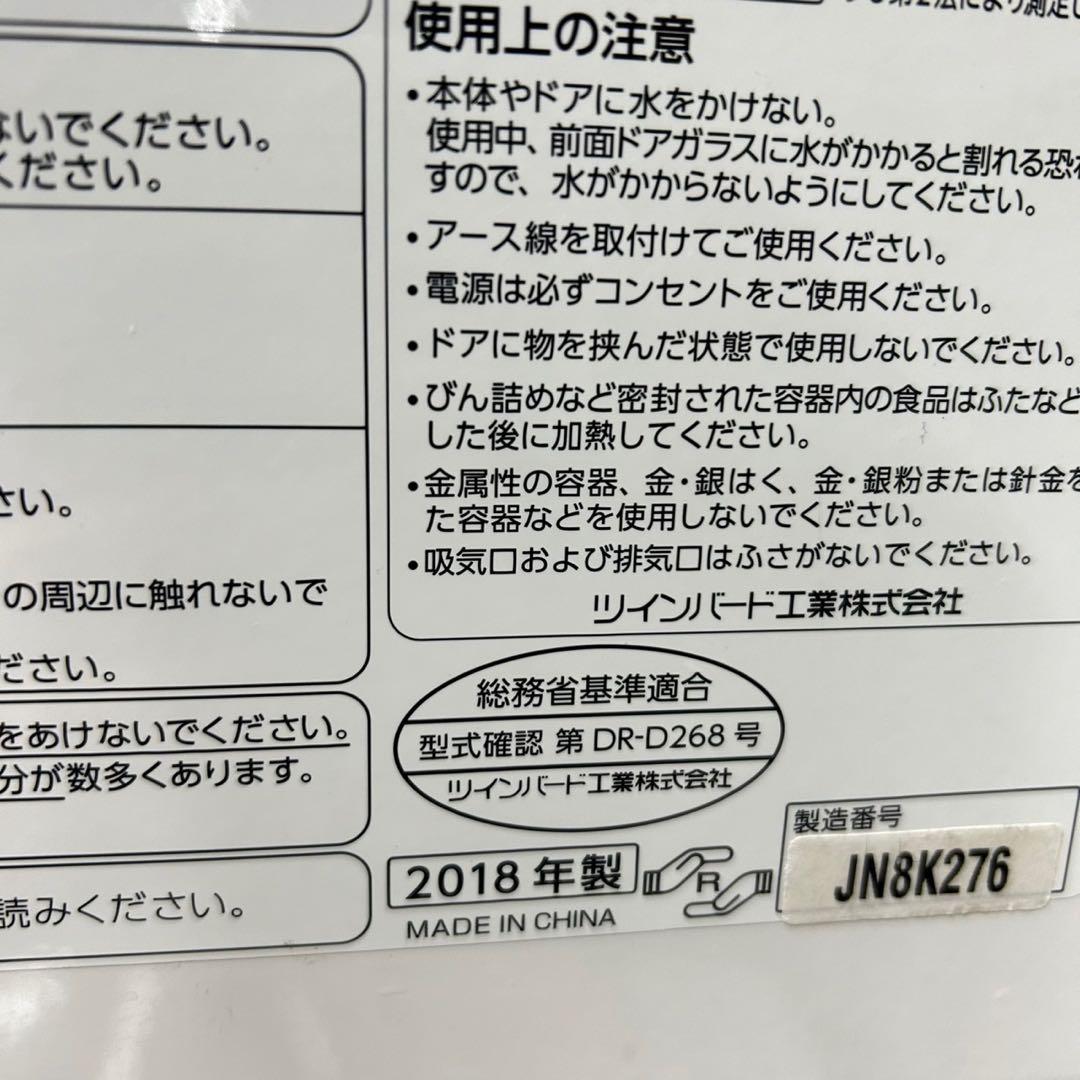 ないでください。
ください。
さい。
の周辺に触れないで
ださい。
をあけないでください。
分が数多くあります。
読みください。
使用上の注意
•本体やドアに水をかけない。
使用中、前面ドアガラスに水がかかると割れる恐
すので、水がかからないようにしてください。
•アース線を取付けてご使用ください。
•電源は必ずコンセントをご使用ください。
•ドアに物を挟んだ状態で使用しないでください。
•びん詰めなど密封された容器内の食品はふたなど
した後に加熱してください。
•金属性の容器、金・銀はく、金・銀粉または針金を
た容器などを使用しないでください。
•吸気口および排気口はふさがないでください。
ツインバード工業株式会社
総務省基準適合
型式確認 第 DR-D268 号
ツインバード工業株式会社
2018 年製
MADE IN CHINA
R
製造番号
JN8K276